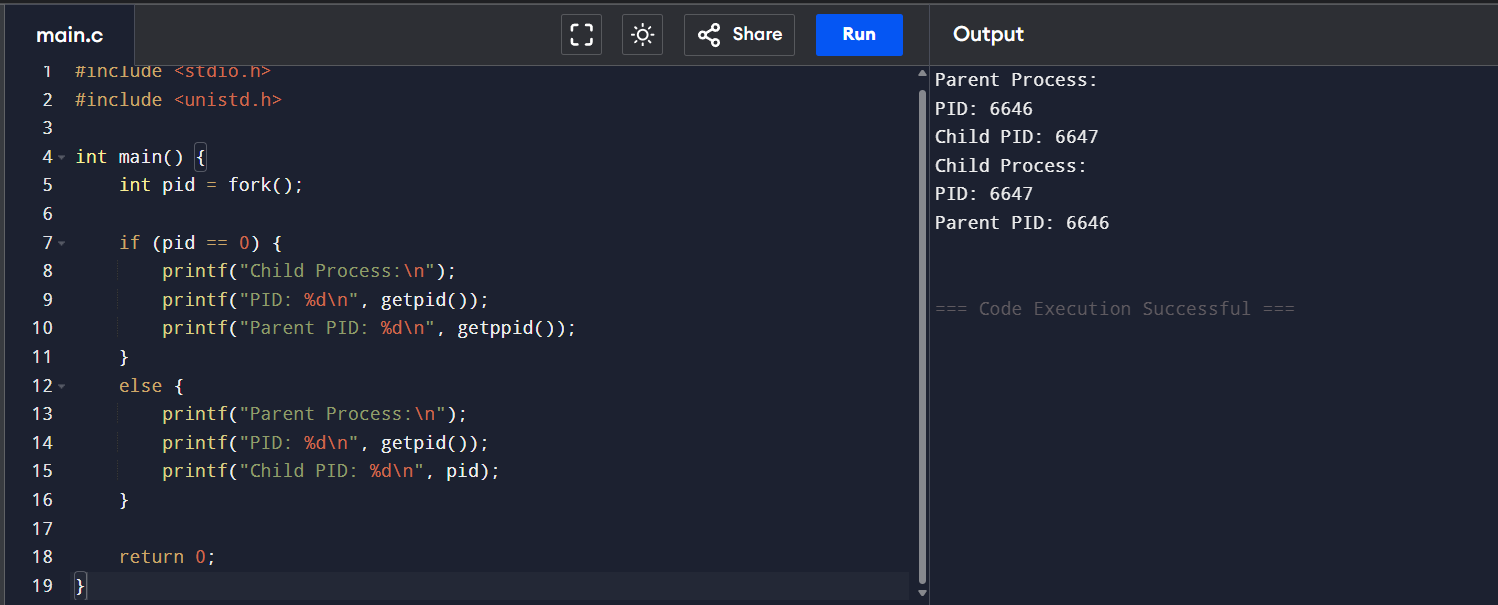 main.c
Share
Run
Output
1 #include <stdio.h>
2 #include <unistd.h>
3
4 int main() {
5     int pid = fork();
6
7     if (pid == 0) {
8         printf("Child Process:\n");
9         printf("PID: %d\n", getpid());
10         printf("Parent PID: %d\n", getppid());
11     }
12     else {
13         printf("Parent Process:\n");
14         printf("PID: %d\n", getpid());
15         printf("Child PID: %d\n", pid);
16     }
17
18     return 0;
19 }
Parent Process:
PID: 6646
Child PID: 6647
Child Process:
PID: 6647
Parent PID: 6646
=== Code Execution Successful ===